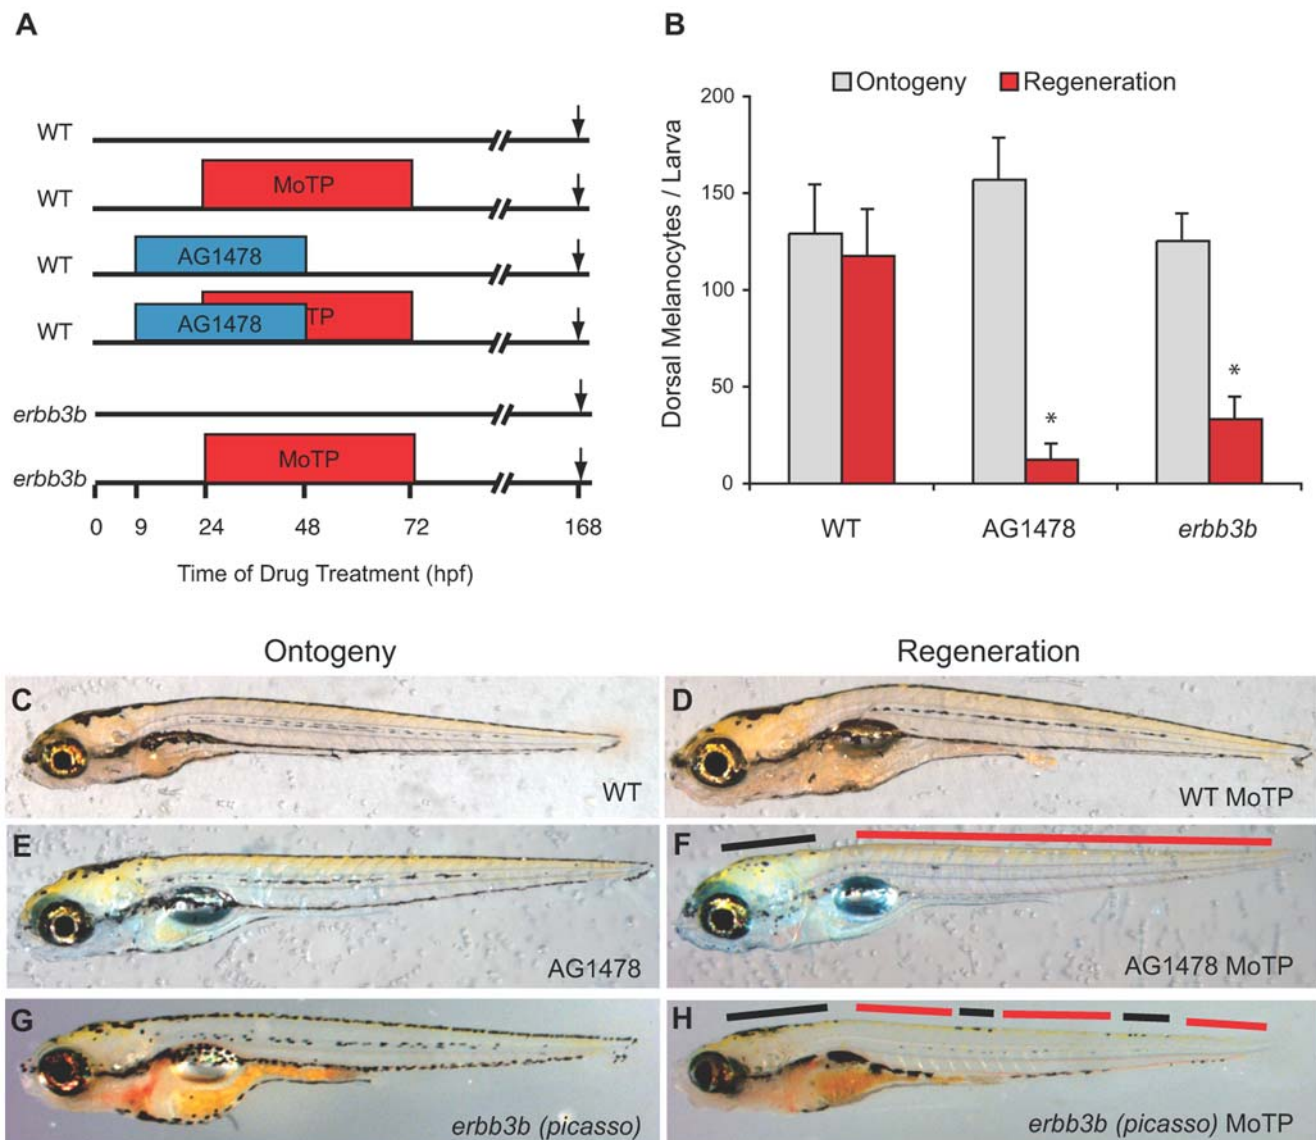 A
WT
WT
MoTP
WT
AG1478
WT
AG1478
TP
erbb3b
erbb3b
MoTP
0 9 24 48 72 168
Time of Drug Treatment (hpf)
B
Ontogeny Regeneration
Dorsal Melanocytes / Larva
200
150
100
50
0
*
*
WT AG1478 erbb3b
Ontogeny
Regeneration
C
WT
D
WT MoTP
E
AG1478
F
AG1478 MoTP
G
erbb3b (picasso)
H
erbb3b (picasso) MoTP